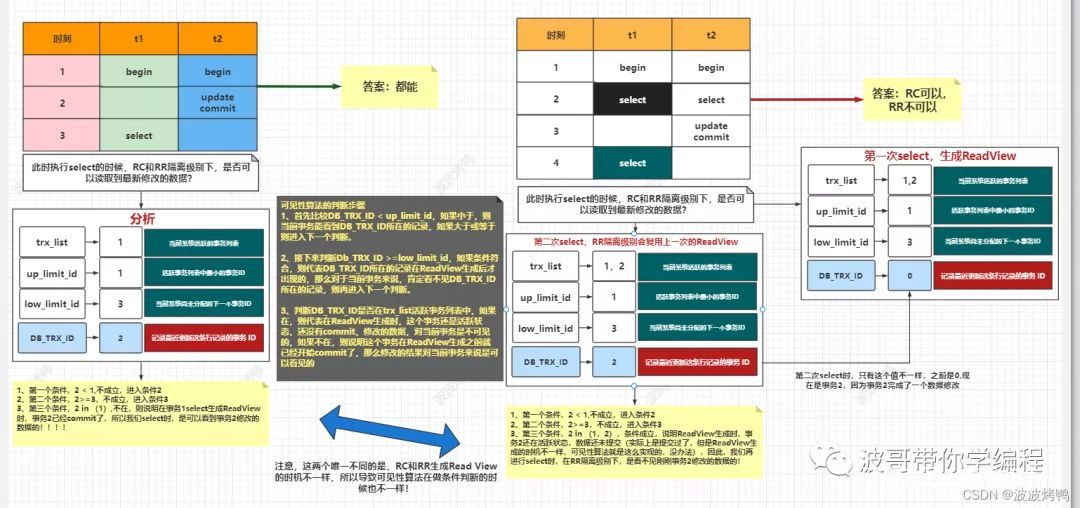 时刻 t1 t2
1 begin begin
2 update
commit
3 select
答案：都能
此时执行select的时候，RC和RR隔离级别下，是否可
以读取到最新修改的数据？
分析
trx_list 1 当前系统活跃的事务列表
up_limit_id 1 活跃事务列表中最小的事务ID
low_limit_id 3 当前系统尚未分配的下一个事务ID
DB_TRX_ID 2 记录最近更新这条行记录的事务 ID
1、第一个条件，2 < 1,不成立，进入条件2
2、第二个条件，2>=3，不成立，进入条件3
3、第三个条件，2 in （1）,不在，则说明在事务1select生成ReadView
时，事务2已经commit了，所以我们select时，是可以看到事务2修改的
数据的！！！！
可见性算法的判断步骤
1、首先比较DB_TRX_ID < up_limit_id，如果小于，则
当前事务能看到DB_TRX_ID所在的记录，如果大于或等于
则进入下一个判断。
2、接下来判断Db_TRX_ID >=low_limit_id，如果条件符
合，则代表DB_TRX_ID所在的记录在ReadView生成后才
出现的，那么对于当前事务来说，肯定看不见DB_TRX_ID
所在的记录，则再进入下一个判断。
3、判断DB_TRX_ID是否在trx_list活跃事务列表中，如果
在，则代表在ReadView生成时，这个事务还是活跃状
态，还没有commit，修改的数据，对当前事务是不可见
的，如果不在，则说明这个事务在ReadView生成之前就
已经开始commit了，那么修改的结果对当前事务来说是可
以看见的
注意，这两个唯一不同的是，RC和RR生成Read View
的时机不一样，所以导致可见性算法在做条件判断的时
候也不一样！
时刻 t1 t2
1 begin begin
2 select select
3 update
commit
4 select
答案：RC可以，
RR不可以
此时执行select的时候，RC和RR隔离级别下，是否可
以读取到最新修改的数据？
第二次select，RR隔离级别会复用上一次的ReadView
trx_list 1，2 当前系统活跃的事务列表
up_limit_id 1 活跃事务列表中最小的事务ID
low_limit_id 3 当前系统尚未分配的下一个事务ID
DB_TRX_ID 2 记录最近更新这条行记录的事务 ID
1、第一个条件，2 < 1,不成立，进入条件2
2、第二个条件，2>=3，不成立，进入条件3
3、第三个条件，2 in （1，2），条件成立，说明ReadView生成时，事
务2还在活跃状态，数据还未提交（实际上是提交过了，但是ReadView生
成的时机不一样，可见性算法就是这么实现的，没办法），因此，我们再
进行select时，在RR隔离级别下，是看不见刚刚事务2修改的数据的！
第一次select，生成ReadView
trx_list 1,2 当前系统活跃的事务列表
up_limit_id 1 活跃事务列表中最小的事务ID
low_limit_id 3 当前系统尚未分配的下一个事务ID
DB_TRX_ID 0 记录最近更新这条行记录的事务ID
第二次select时，只有这个值不一样，之前是0,现
在是事务2，因为事务2完成了一个数据修改
波哥带你学编程
CSDN @波波烤鸭